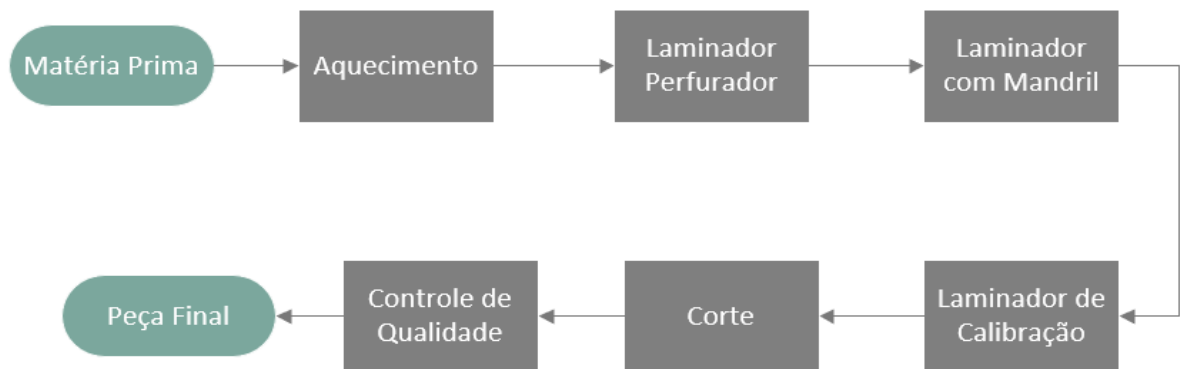 Matéria Prima
Aquecimento
Laminador
Perfurador
Laminador
com Mandril
Laminador de
Calibração
Corte
Controle de
Qualidade
Peça Final